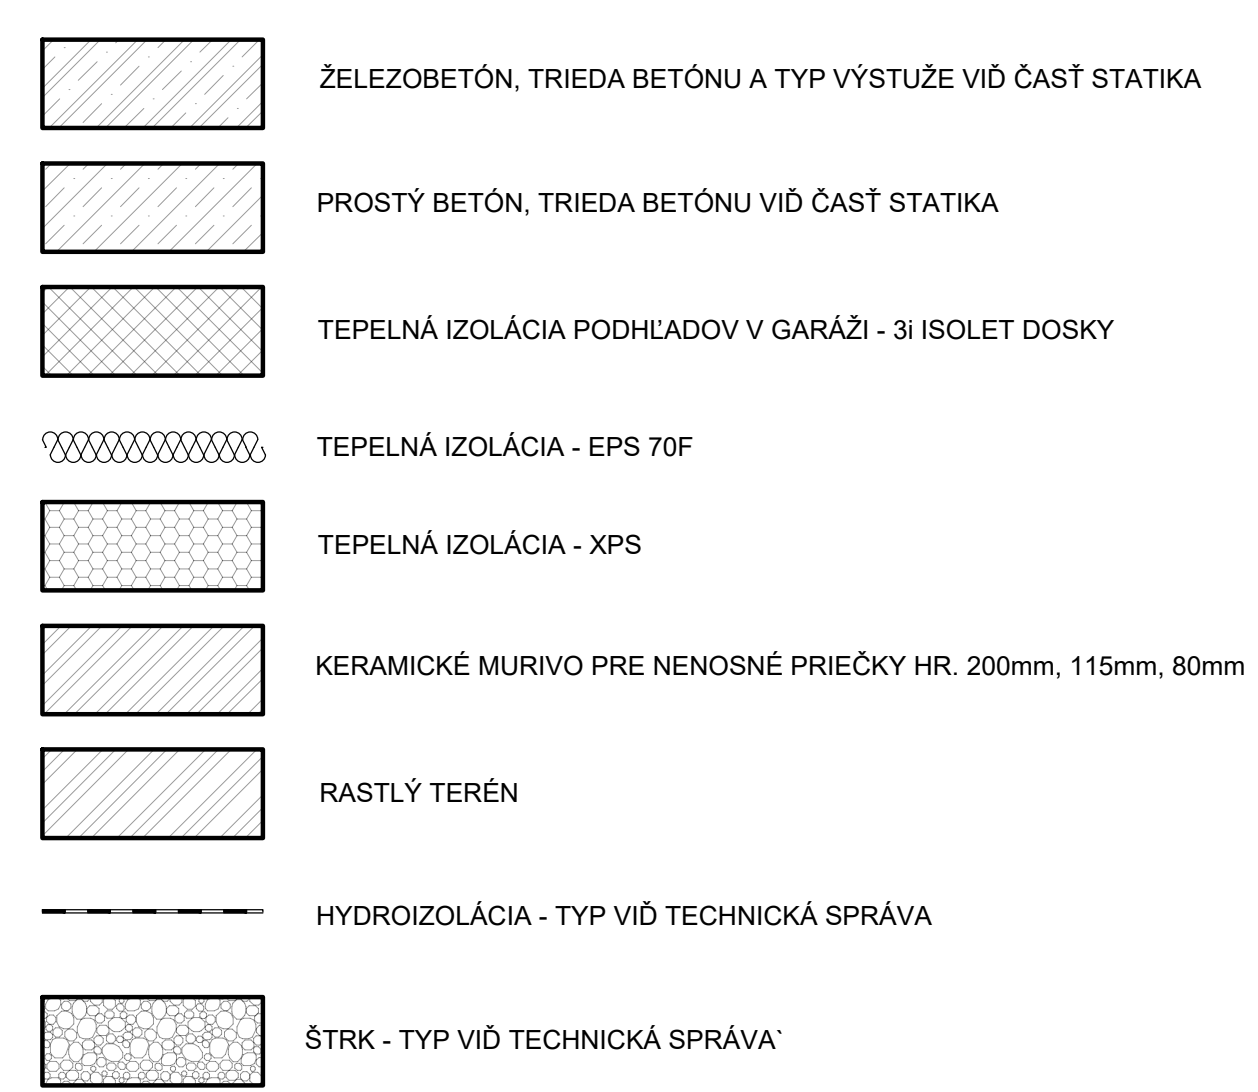 ŽELEZOBETÓN, TRIEDA BETÓNU A TYP VÝSTUŽE VIĎ ČASŤ STATIKA
PROSTÝ BETÓN, TRIEDA BETÓNU VIĎ ČASŤ STATIKA
TEPELNÁ IZOLÁCIA PODHĽADOV V GARÁŽI - 3i ISOLET DOSKY
TEPELNÁ IZOLÁCIA - EPS 70F
TEPELNÁ IZOLÁCIA - XPS
KERAMICKÉ MURIVO PRE NENOSNÉ PRIEČKY HR. 200mm, 115mm, 80mm
RASTLÝ TERÉN
HYDROIZOLÁCIA - TYP VIĎ TECHNICKÁ SPRÁVA
ŠTRK - TYP VIĎ TECHNICKÁ SPRÁVA`